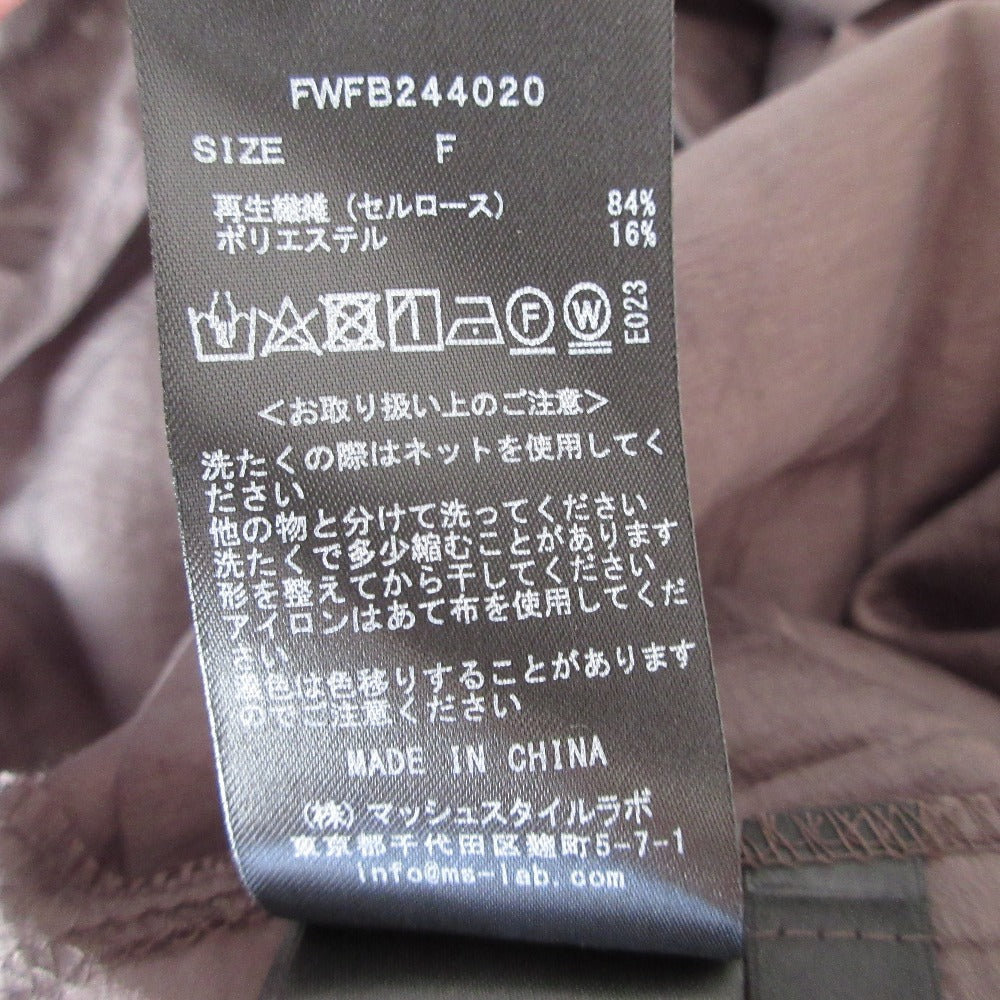 FWFB244020
SIZE F
再生繊維 (セルロース) 84%
ポリエステル 16%
F W E023
<お取り扱い上のご注意>
洗たくの際はネットを使用してく
ださい
他の物と分けて洗ってください
洗たくで多少縮むことがあります
形を整えてから干してください
アイロンはあて布を使用してくだ
さい
濃色は色移りすることがあります
のでご注意ください
MADE IN CHINA
(株)マッシュスタイルラボ
東京都千代田区麹町5-7-1
info@ms-lab.com